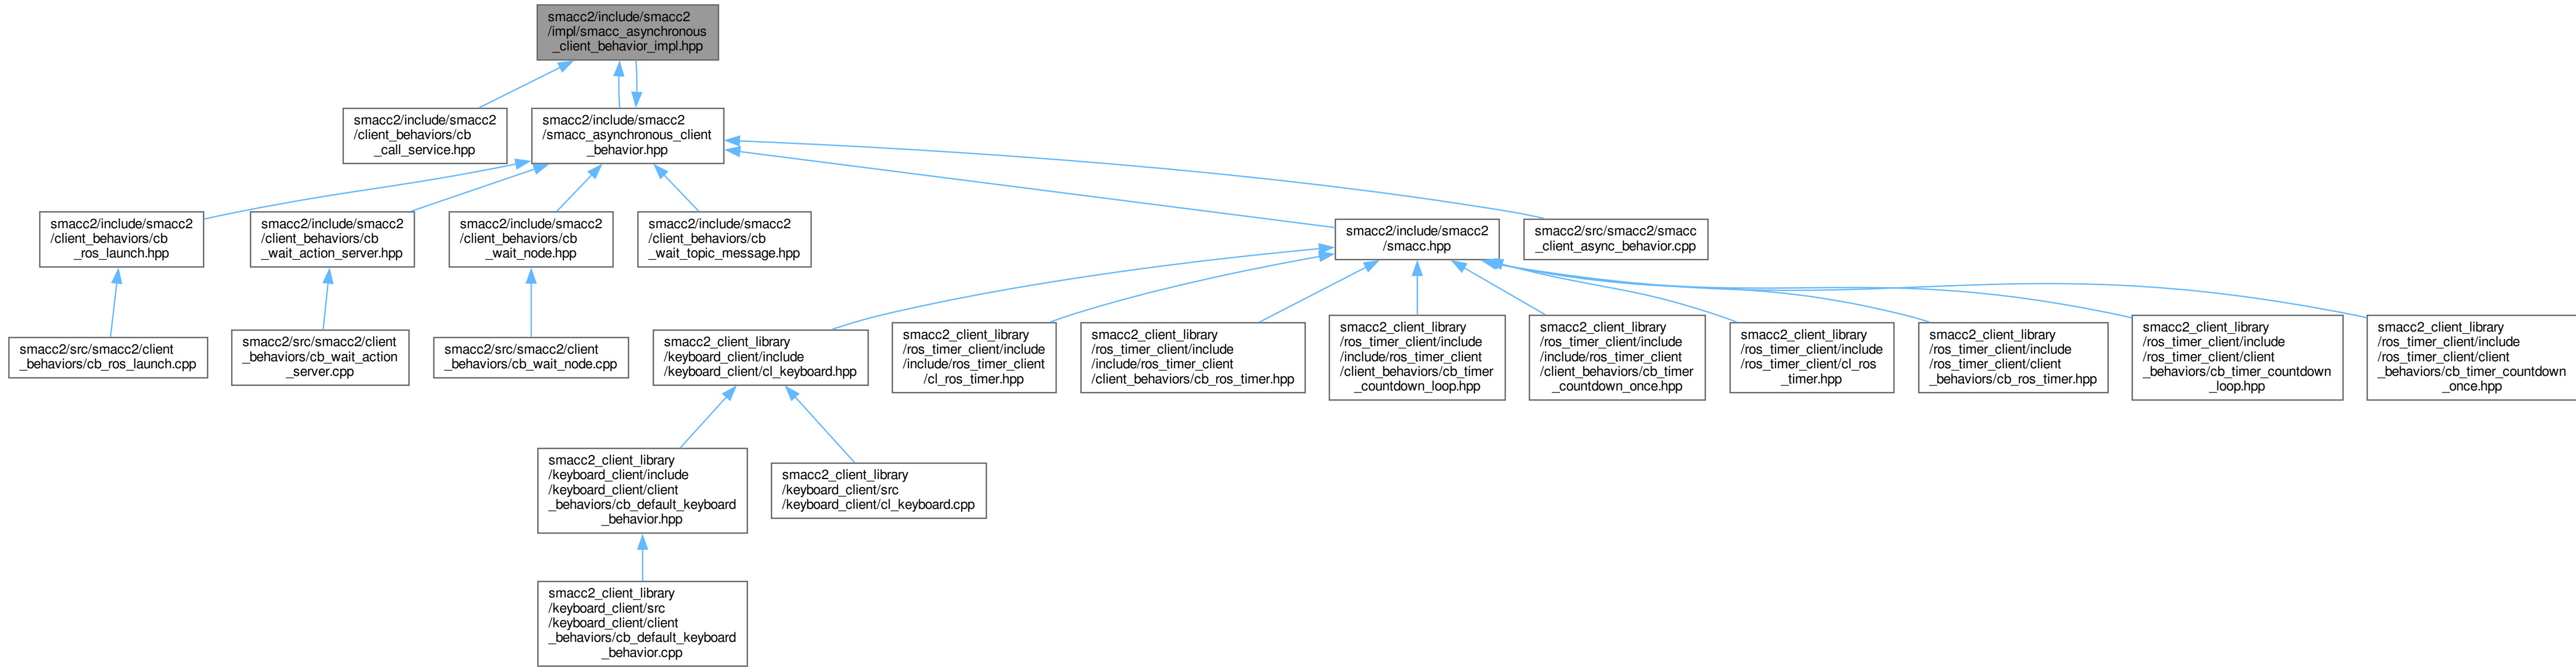 smacc2/include/smacc2
/impl/smacc_asynchronous
_client_behavior_impl.hpp
smacc2/include/smacc2
/client_behaviors/cb
_call_service.hpp
smacc2/include/smacc2
/smacc_asynchronous_client
_behavior.hpp
smacc2/include/smacc2
/client_behaviors/cb
_ros_launch.hpp
smacc2/include/smacc2
/client_behaviors/cb
_wait_action_server.hpp
smacc2/include/smacc2
/client_behaviors/cb
_wait_node.hpp
smacc2/include/smacc2
/client_behaviors/cb
_wait_topic_message.hpp
smacc2/include/smacc2
/smacc.hpp
smacc2/src/smacc2/smacc
_client_async_behavior.cpp
smacc2/src/smacc2/client
_behaviors/cb_ros_launch.cpp
smacc2/src/smacc2/client
_behaviors/cb_wait_action
_server.cpp
smacc2/src/smacc2/client
_behaviors/cb_wait_node.cpp
smacc2_client_library
/keyboard_client/include
/keyboard_client/cl_keyboard.hpp
smacc2_client_library
/ros_timer_client/include
/include/ros_timer_client
/cl_ros_timer.hpp
smacc2_client_library
/ros_timer_client/include
/include/ros_timer_client
/client_behaviors/cb_ros_timer.hpp
smacc2_client_library
/ros_timer_client/include
/include/ros_timer_client
/client_behaviors/cb_timer
_countdown_loop.hpp
smacc2_client_library
/ros_timer_client/include
/include/ros_timer_client
/client_behaviors/cb_timer
_countdown_once.hpp
smacc2_client_library
/ros_timer_client/include
/ros_timer_client/cl_ros
_timer.hpp
smacc2_client_library
/ros_timer_client/include
/ros_timer_client/client
_behaviors/cb_ros_timer.hpp
smacc2_client_library
/ros_timer_client/include
/ros_timer_client/client
_behaviors/cb_timer_countdown
_loop.hpp
smacc2_client_library
/ros_timer_client/include
/ros_timer_client/client
_behaviors/cb_timer_countdown
_once.hpp
smacc2_client_library
/keyboard_client/include
/keyboard_client/client
_behaviors/cb_default_keyboard
_behavior.hpp
smacc2_client_library
/keyboard_client/src
/keyboard_client/cl_keyboard.cpp
smacc2_client_library
/keyboard_client/src
/keyboard_client/client
_behaviors/cb_default_keyboard
_behavior.cpp